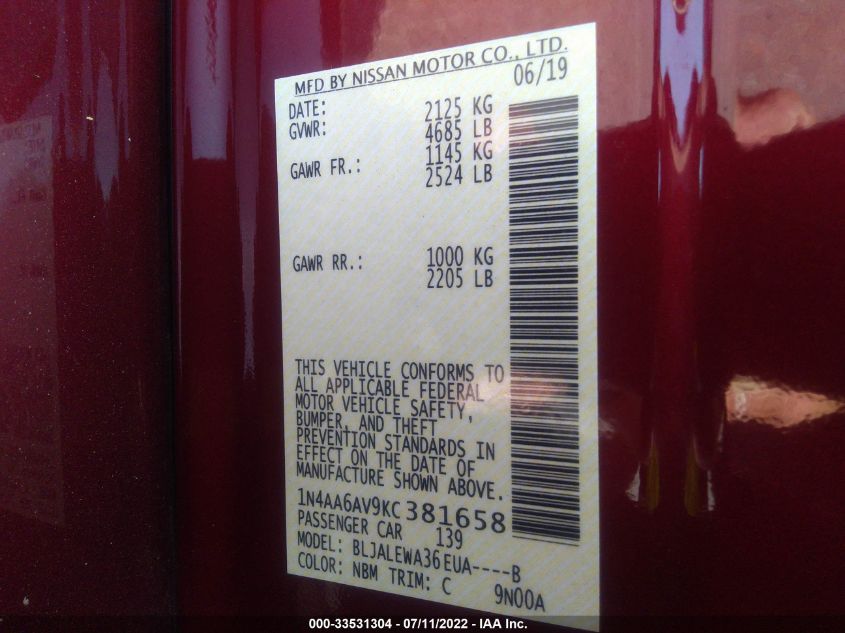 MFD BY NISSAN MOTOR CO., LTD.
06/19
DATE: 2125 KG
GVWR: 4685 LB
1145 KG
GAWR FR.: 2524 LB
GAWR RR.: 1000 KG
2205 LB
THIS VEHICLE CONFORMS TO
ALL APPLICABLE FEDERAL
MOTOR VEHICLE SAFETY,
BUMPER, AND THEFT
PREVENTION STANDARDS IN
EFFECT ON THE DATE OF
MANUFACTURE SHOWN ABOVE.
1N4AA6AV9KC381658
PASSENGER CAR 139
MODEL: BLJALEWA36EUA----B
COLOR: NBM TRIM: C 9N00A
000-33531304 - 07/11/2022 - IAA Inc.